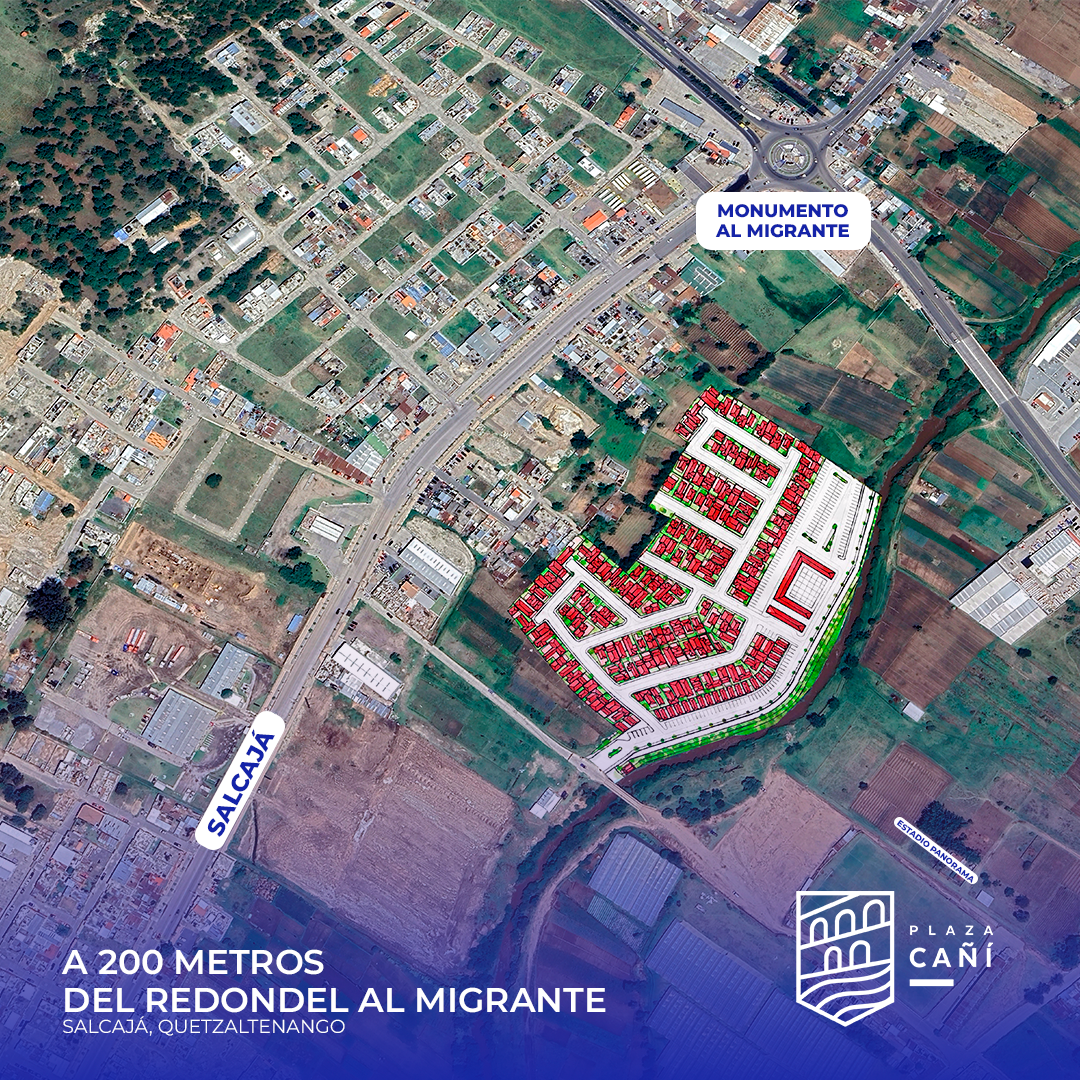 MONUMENTO
AL MIGRANTE
SALCAJÁ
ESTADIO PANORAMA
A 200 METROS
DEL REDONDEL AL MIGRANTE
SALCAJÁ, QUETZALTENANGO
PLAZA
CAÑÍ